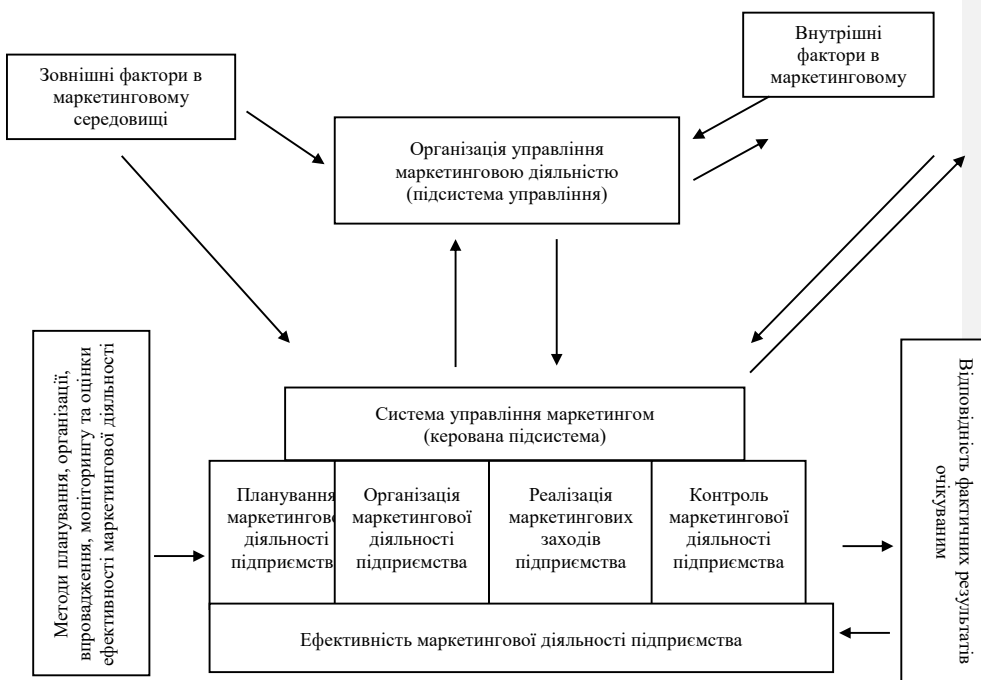 Зовнішні фактори в
маркетинговому
середовищі
Внутрішні
фактори в
маркетинговому
Організація управління
маркетинговою діяльністю
(підсистема управління)
Методи планування, організації,
впровадження, моніторингу та оцінки
ефективності маркетингової діяльності
Система управління маркетингом
(керована підсистема)
Планування
маркетингово
діяльності
підприємств
Організація
маркетингової
діяльності
підприємства
Реалізація
маркетингових
заходів
підприємства
Контроль
маркетингової
діяльності
підприємства
Ефективність маркетингової діяльності підприємства
Відповідність фактичних результатів
очікуваним